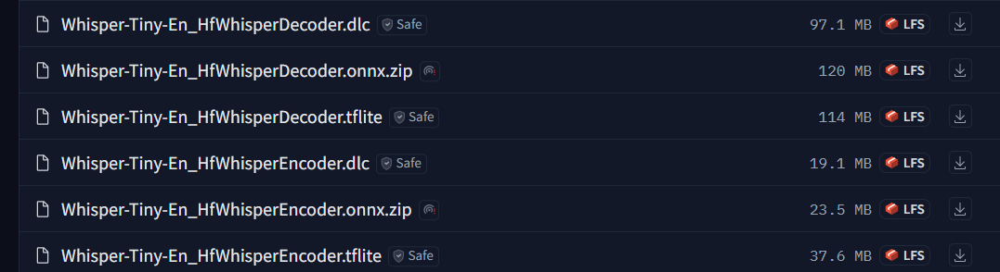 Whisper-Tiny-En_HfWhisperDecoder.dlc Safe 97.1 MB LFS
Whisper-Tiny-En_HfWhisperDecoder.onnx.zip 120 MB LFS
Whisper-Tiny-En_HfWhisperDecoder.tflite Safe 114 MB LFS
Whisper-Tiny-En_HfWhisperEncoder.dlc Safe 19.1 MB LFS
Whisper-Tiny-En_HfWhisperEncoder.onnx.zip 23.5 MB LFS
Whisper-Tiny-En_HfWhisperEncoder.tflite Safe 37.6 MB LFS